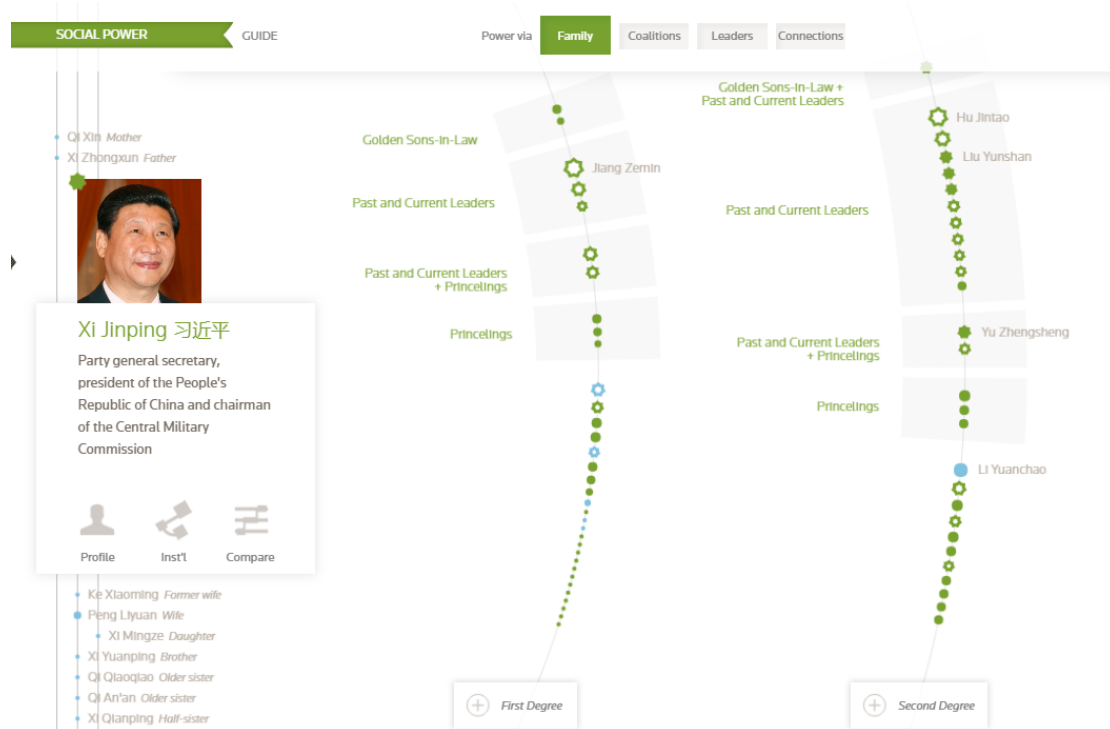 SOCIAL POWER
GUIDE
Power via
Family
Coalitions
Leaders
Connections
Qi Xin Mother
Xi Zhongxun Father
Xi Jinping 习近平
Party general secretary,
president of the People's
Republic of China and chairman
of the Central Military
Commission
Profile
Inst'l
Compare
Ke Xiaoming Former wife
Peng Liyuan Wife
Xi Mingze Daughter
Xi Yuanping Brother
Qi Qiaoqiao Older sister
Qi An'an Older sister
Xi Qianping Half-sister
Golden Sons-in-Law
Jiang Zemin
Past and Current Leaders
Past and Current Leaders
+ Princelings
Princelings
First Degree
Golden Sons-in-Law +
Past and Current Leaders
Hu Jintao
Liu Yunshan
Past and Current Leaders
Yu Zhengsheng
Past and Current Leaders
+ Princelings
Princelings
Li Yuanchao
Second Degree